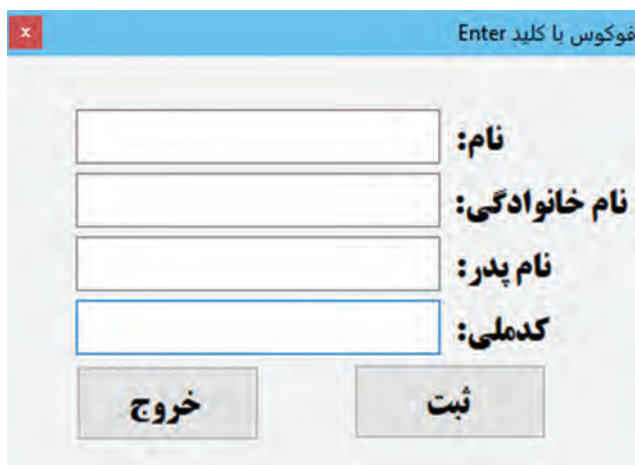 فوکوس با کلید Enter
x
نام:
نام خانوادگی:
نام پدر:
کدملی:
ثبت
خروج